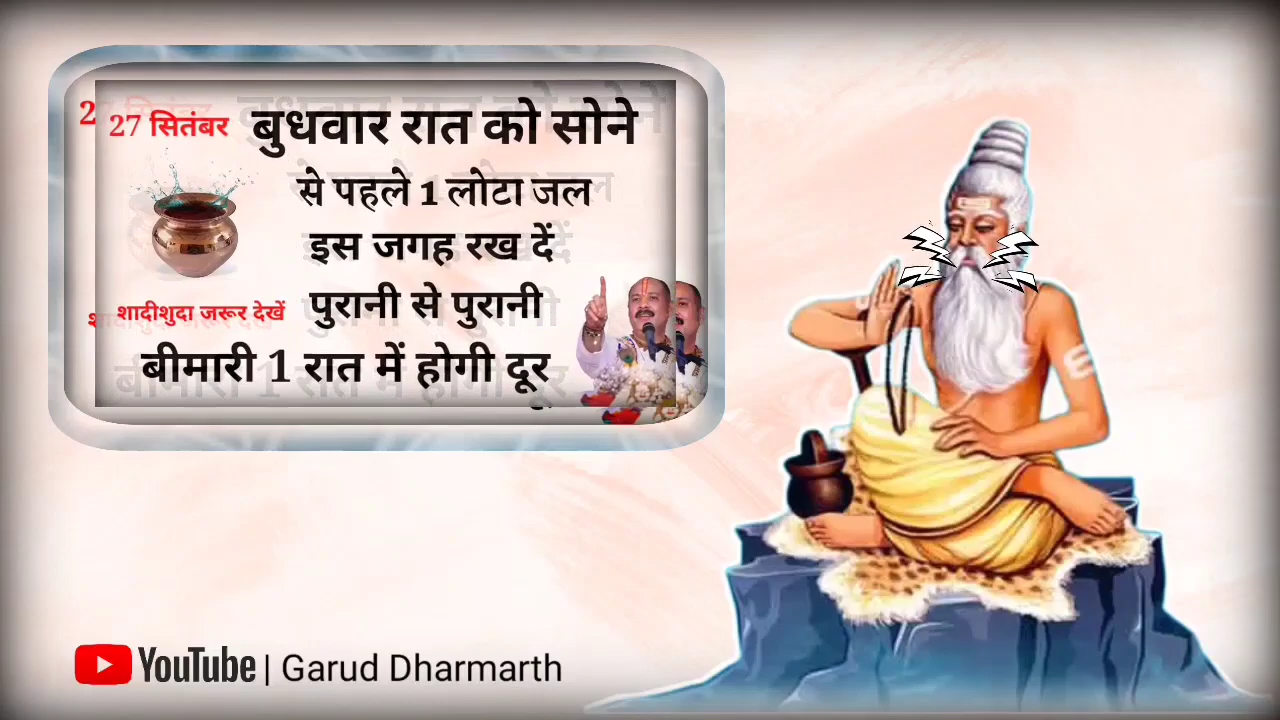 27 सितंबर बुधवार रात को सोने
से पहले 1 लोटा जल
इस जगह रख दें
शादीशुदा जरूर देखें पुरानी से पुरानी
बीमारी 1 रात में होगी दूर
YouTube | Garud Dharmarth